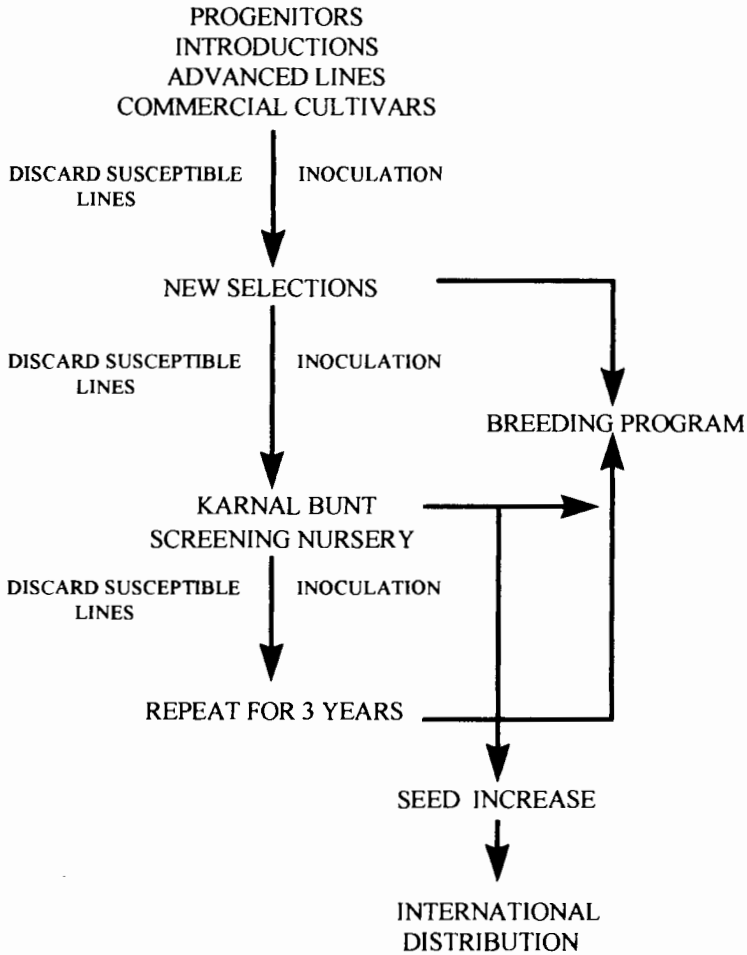 PROGENITORS
INTRODUCTIONS
ADVANCED LINES
COMMERCIAL CULTIVARS
DISCARD SUSCEPTIBLE
LINES
INOCULATION
NEW SELECTIONS
DISCARD SUSCEPTIBLE
LINES
INOCULATION
BREEDING PROGRAM
KARNAL BUNT
SCREENING NURSERY
DISCARD SUSCEPTIBLE
LINES
INOCULATION
REPEAT FOR 3 YEARS
SEED INCREASE
INTERNATIONAL
DISTRIBUTION